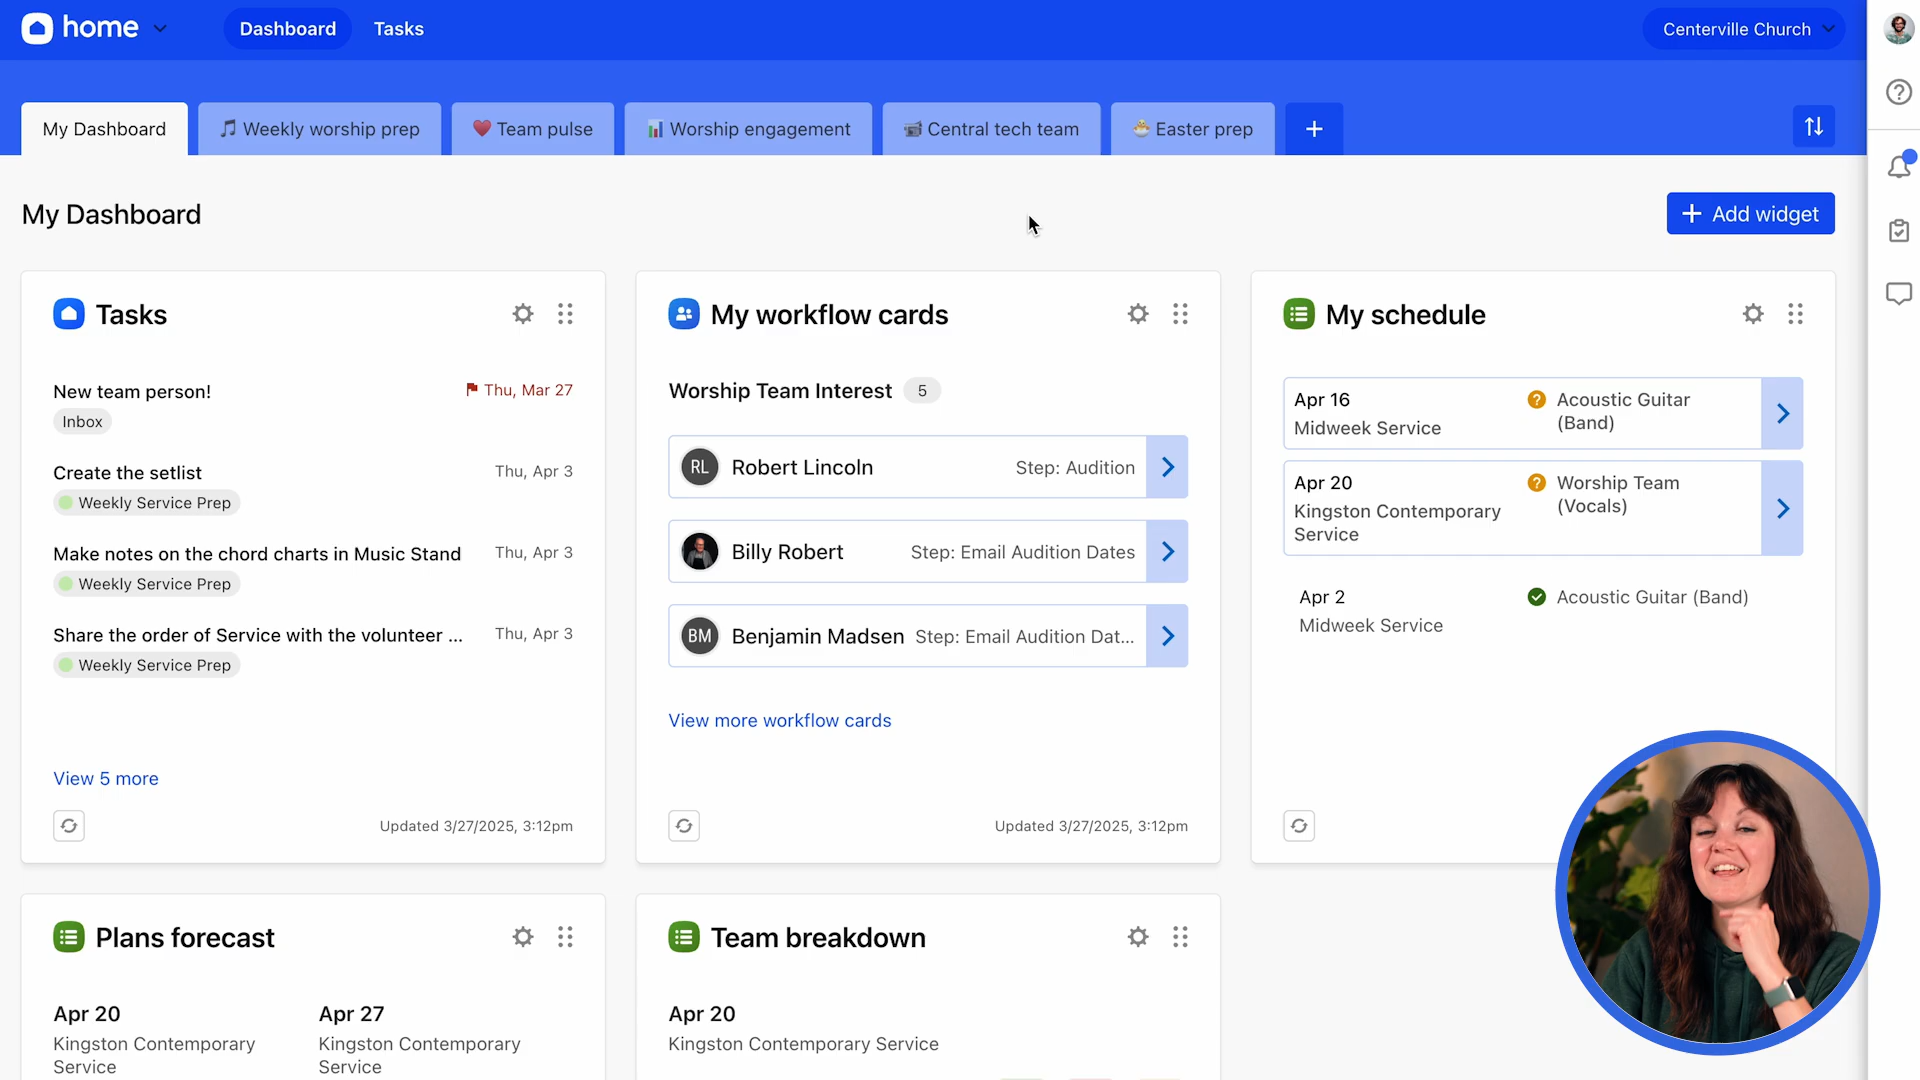 home
Dashboard
Tasks
Centerville Church
My Dashboard
Weekly worship prep
Team pulse
Worship engagement
Central tech team
Easter prep
My Dashboard
Add widget
Tasks
New team person!
Thu, Mar 27
Inbox
Create the setlist
Thu, Apr 3
Weekly Service Prep
Make notes on the chord charts in Music Stand
Thu, Apr 3
Weekly Service Prep
Share the order of Service with the volunteer ...
Thu, Apr 3
Weekly Service Prep
View 5 more
Updated 3/27/2025, 3:12pm
My workflow cards
Worship Team Interest 5
RL Robert Lincoln Step: Audition
Billy Robert Step: Email Audition Dates
BM Benjamin Madsen Step: Email Audition Dat...
View more workflow cards
Updated 3/27/2025, 3:12pm
My schedule
Apr 16
Midweek Service
Acoustic Guitar
(Band)
Apr 20
Kingston Contemporary
Service
Worship Team
(Vocals)
Apr 2
Midweek Service
Acoustic Guitar (Band)
Plans forecast
Apr 20
Kingston Contemporary
Service
Apr 27
Kingston Contemporary
Service
Team breakdown
Apr 20
Kingston Contemporary Service